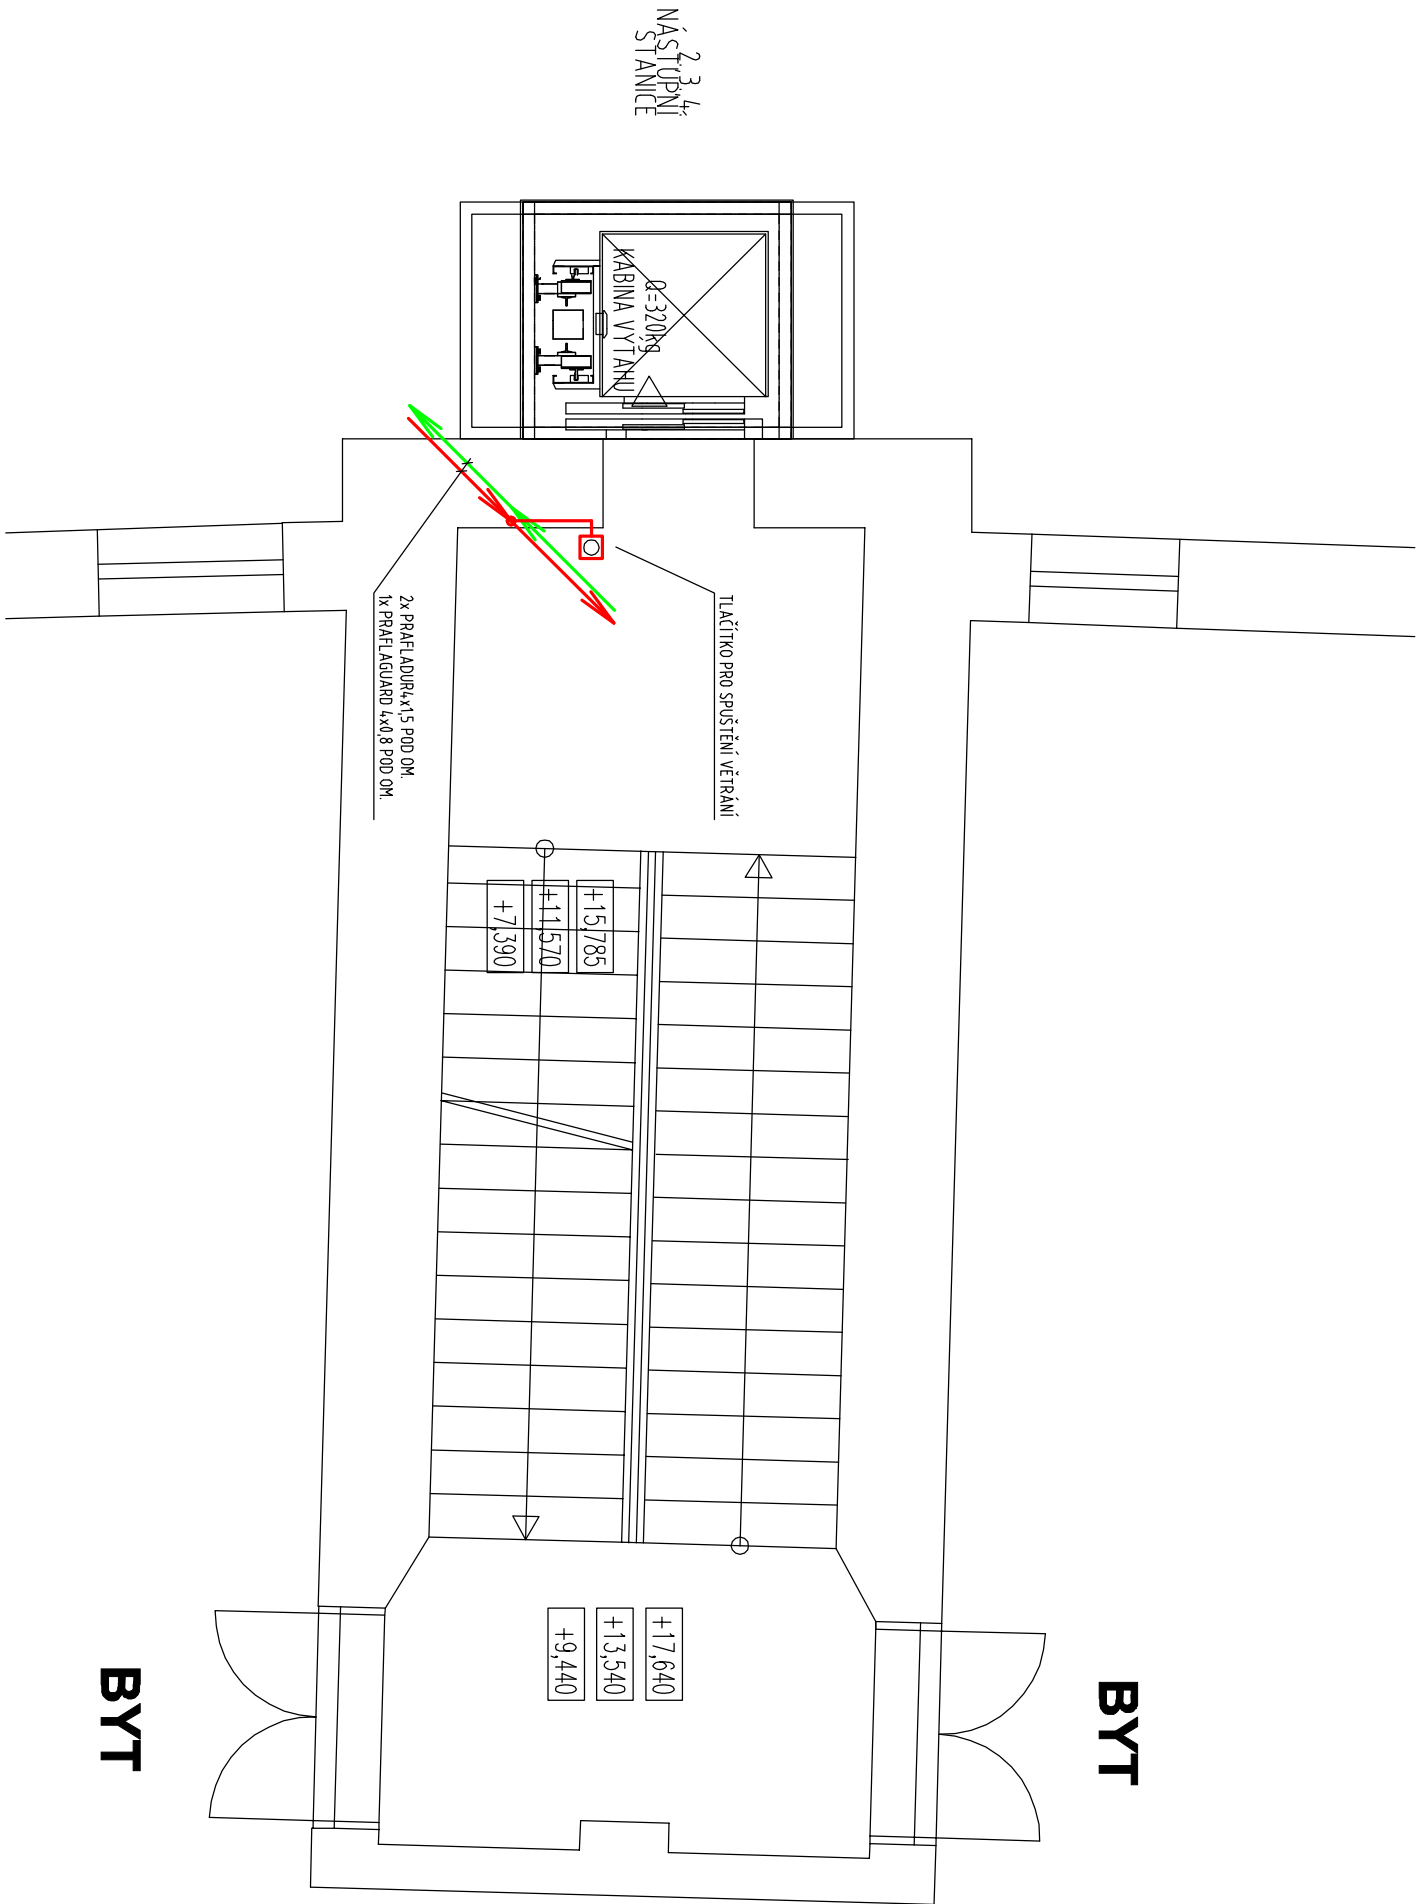 2.,3.,4.
NÁSTUPNÍ
STANICE
Q=320kg
KABINA VÝTAHU
TLAČÍTKO PRO SPUŠTĚNÍ VĚTRÁNÍ
2x PRAFLADUR4x1,5 POD OM.
1x PRAFLAGUARD 4x0,8 POD OM.
+15,785
+11,570
+7,390
+17,640
+13,540
+9,440
BYT
BYT